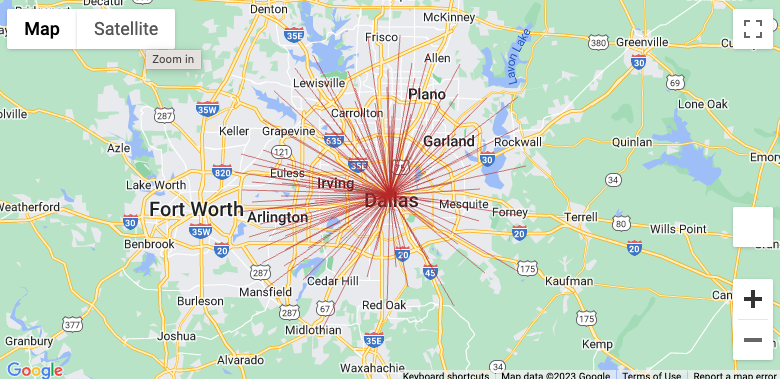 Decatur
Denton
McKinney
Map
Satellite
35E
Frisco
380
Greenville
Zoom in
Allen
30
Lavon Lake
69
Lewisville
Plano
Lone Oak
35W
287
Carrollton
Keller
Grapevine
635
Garland
Rockwall
Quinlan
Azle
121
30
Emory
820
Euless
35E
75
34
Lake Worth
Irving
Dallas
Weatherford
Fort Worth
Arlington
Mesquite
Forney
Terrell
30
80
Wills Point
35W
20
20
Benbrook
20
20
45
175
287
Kaufman
Mansfield
Cedar Hill
Burleson
287
67
Red Oak
175
377
Midlothian
Joshua
35E
Kemp
Granbury
Alvarado
Waxahachie
Google
Keyboard shortcuts
Map data ©2023 Google
Terms of Use
Report a map error